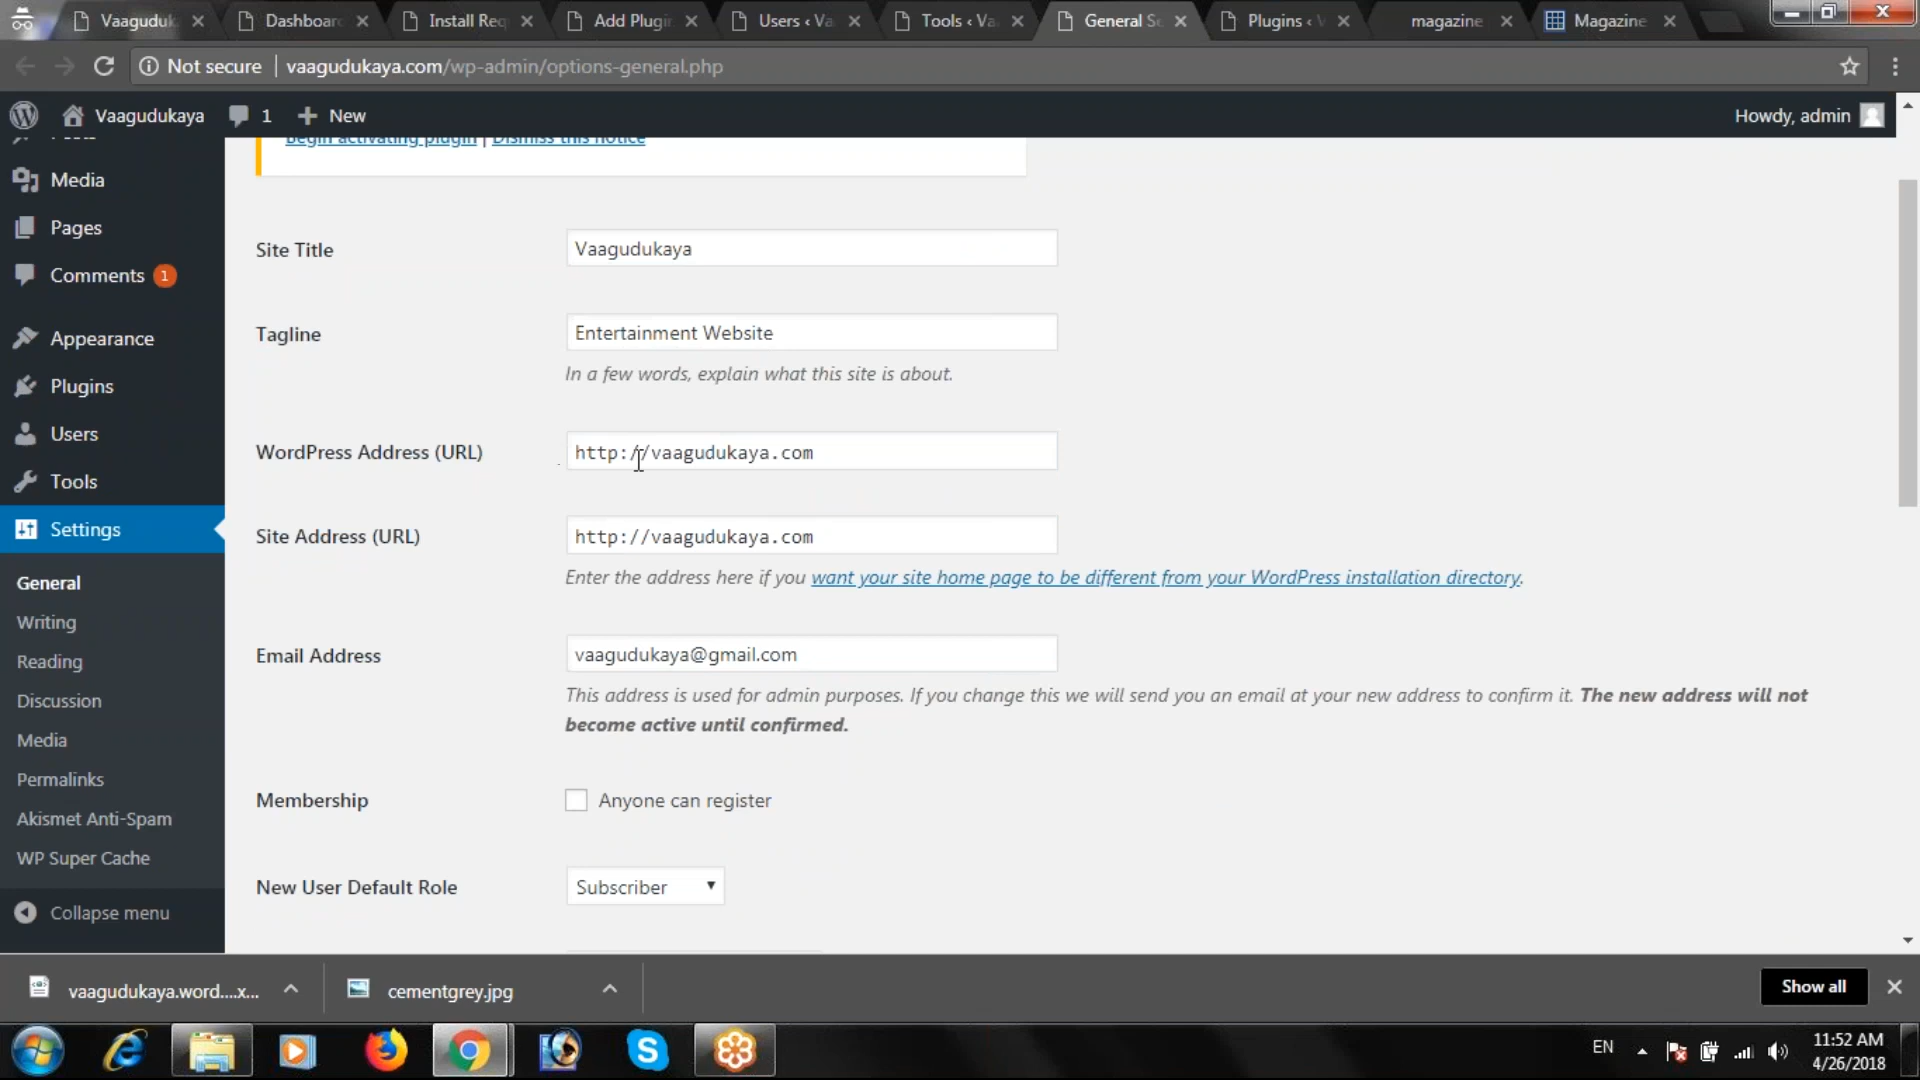 Vaaguduk
Dashboar
Install Req
Add Plugin
Users ‹ Va
Tools ‹ Va
General Se
Plugins ‹ V
magazine
Magazine
Not secure | vaagudukaya.com/wp-admin/options-general.php
Vaagudukaya
1
New
Howdy, admin
Posts
Begin activating plugin | Dismiss this notice
Media
Pages
Comments 1
Appearance
Plugins
Users
Tools
Settings
General
Writing
Reading
Discussion
Media
Permalinks
Akismet Anti-Spam
WP Super Cache
Collapse menu
Site Title
Vaagudukaya
Tagline
Entertainment Website
In a few words, explain what this site is about.
WordPress Address (URL)
http://vaagudukaya.com
Site Address (URL)
http://vaagudukaya.com
Enter the address here if you want your site home page to be different from your WordPress installation directory.
Email Address
vaagudukaya@gmail.com
This address is used for admin purposes. If you change this we will send you an email at your new address to confirm it. The new address will not
become active until confirmed.
Membership
Anyone can register
New User Default Role
Subscriber
vaagudukaya.word....x...
cementgrey.jpg
Show all
EN
11:52 AM
4/26/2018